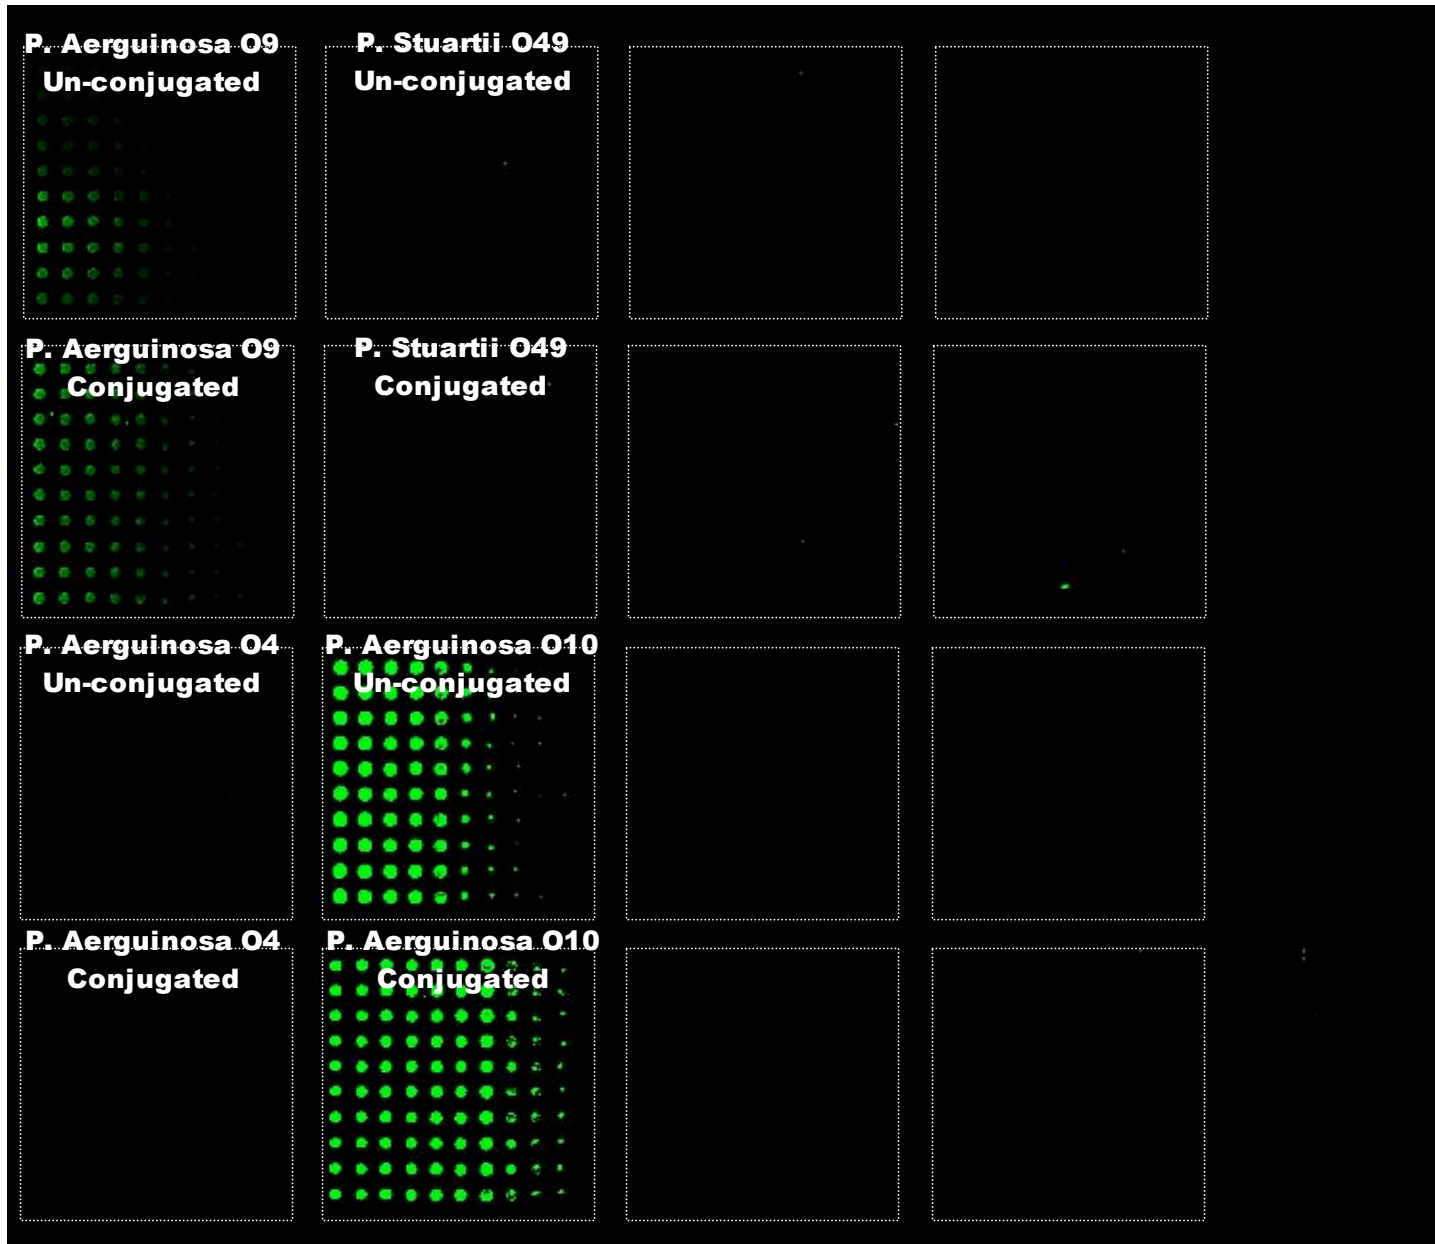 P. Aerguinosa O9
Un-conjugated
P. Stuartii O49
Un-conjugated
P. Aerguinosa O9
Conjugated
P. Stuartii O49
Conjugated
P. Aerguinosa O4
Un-conjugated
P. Aerguinosa O10
Un-conjugated
P. Aerguinosa O4
Conjugated
P. Aerguinosa O10
Conjugated